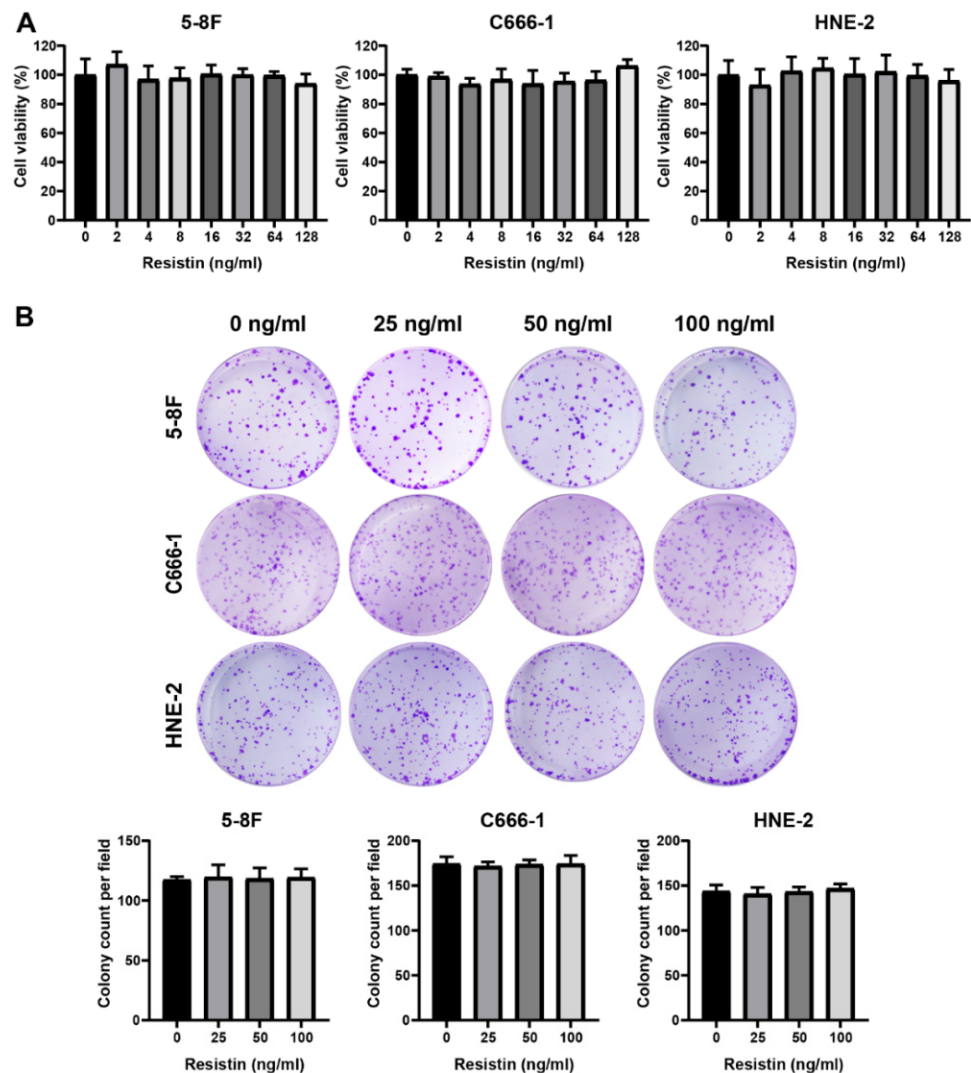 A
5-8F
C666-1
HNE-2
Cell vlability (%)
120
100
80
60
40
20
0
0 2 4 8 16 32 64 128
Resistin (ng/ml)
Cell vlability (%)
120
100
80
60
40
20
0
0 2 4 8 16 32 64 128
Resistin (ng/ml)
Cell vlability (%)
120
100
80
60
40
20
0
0 2 4 8 16 32 64 128
Resistin (ng/ml)
B
0 ng/ml 25 ng/ml 50 ng/ml 100 ng/ml
5-8F
C666-1
HNE-2
5-8F
Colony count per field
150
100
50
0
0 25 50 100
Resistin (ng/ml)
C666-1
Colony count per field
200
150
100
50
0
0 25 50 100
Resistin (ng/ml)
HNE-2
Colony count per field
200
150
100
50
0
0 25 50 100
Resistin (ng/ml)